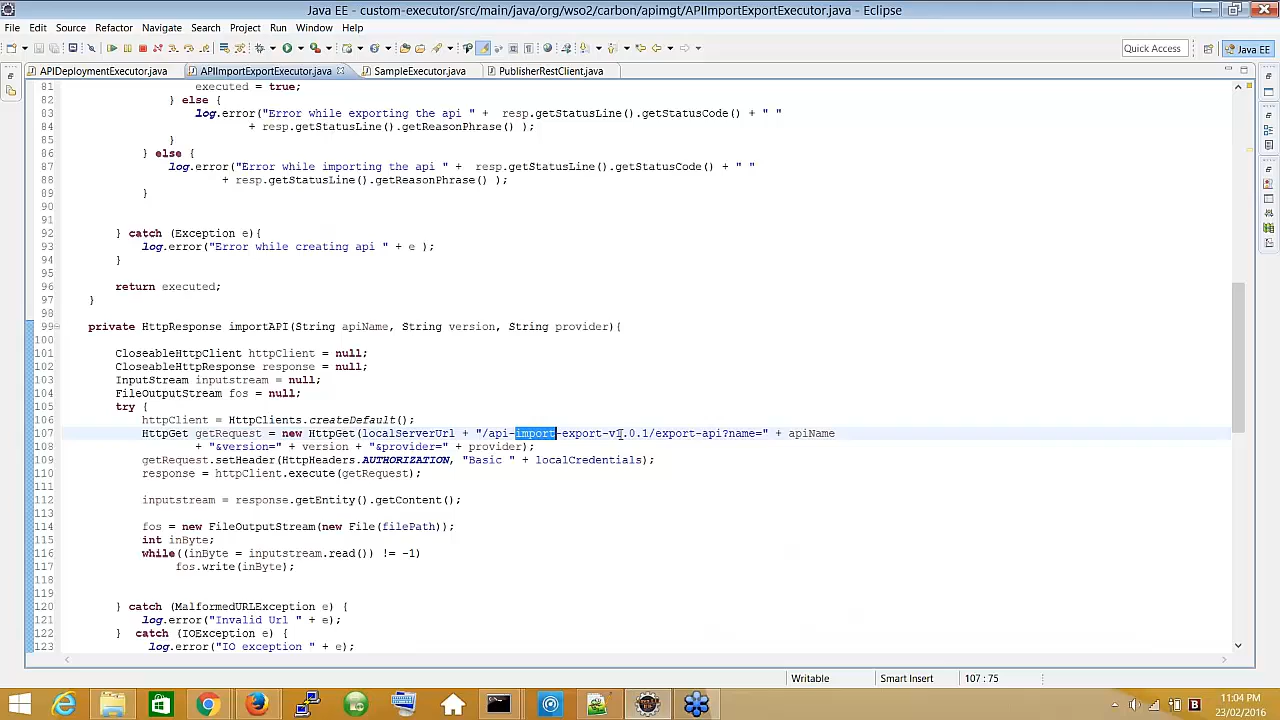 Java EE - custom-executor/src/main/java/org/wso2/carbon/apimgt/APIImportExportExecutor.java - Eclipse
File Edit Source Refactor Navigate Search Project Run Window Help
Quick Access
Java EE
APIDeploymentExecutor.java
APIImportExportExecutor.java
SampleExecutor.java
PublisherRestClient.java
81 executed = true;
82 } else {
83 log.error("Error while exporting the api " + resp.getStatusLine().getStatusCode() + " "
84 + resp.getStatusLine().getReasonPhrase() );
85 }
86 } else {
87 log.error("Error while importing the api " + resp.getStatusLine().getStatusCode() + " "
88 + resp.getStatusLine().getReasonPhrase() );
89 }
90
91
92 } catch (Exception e){
93 log.error("Error while creating api " + e );
94 }
95
96 return executed;
97 }
98
99 private HttpResponse importAPI(String apiName, String version, String provider){
100
101 CloseableHttpClient httpClient = null;
102 CloseableHttpResponse response = null;
103 InputStream inputstream = null;
104 FileOutputStream fos = null;
105 try {
106 httpClient = HttpClients.createDefault();
107 HttpGet getRequest = new HttpGet(localServerUrl + "/api-import-export-v1.0.1/export-api?name=" + apiName
108 + "&version=" + version + "&provider=" + provider);
109 getRequest.setHeader(HttpHeaders.AUTHORIZATION, "Basic " + localCredentials);
110 response = httpClient.execute(getRequest);
111
112 inputstream = response.getEntity().getContent();
113
114 fos = new FileOutputStream(new File(filePath));
115 int inByte;
116 while((inByte = inputstream.read()) != -1)
117 fos.write(inByte);
118
119
120 } catch (MalformedURLException e) {
121 log.error("Invalid Url " + e);
122 } catch (IOException e) {
123 log.error("IO exception " + e);
Writable
Smart Insert
107 : 75
11:04 PM
23/02/2016